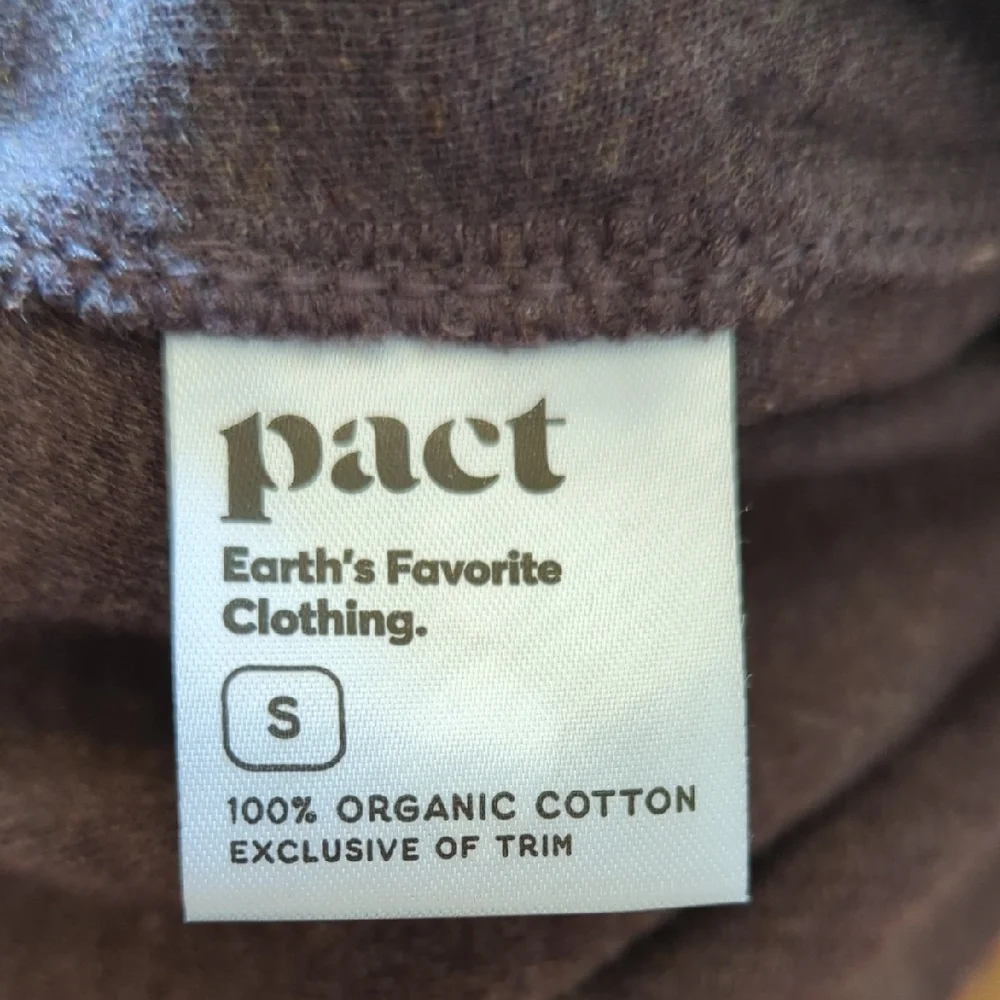 pact
Earth's Favorite
Clothing.
S
100% ORGANIC COTTON
EXCLUSIVE OF TRIM